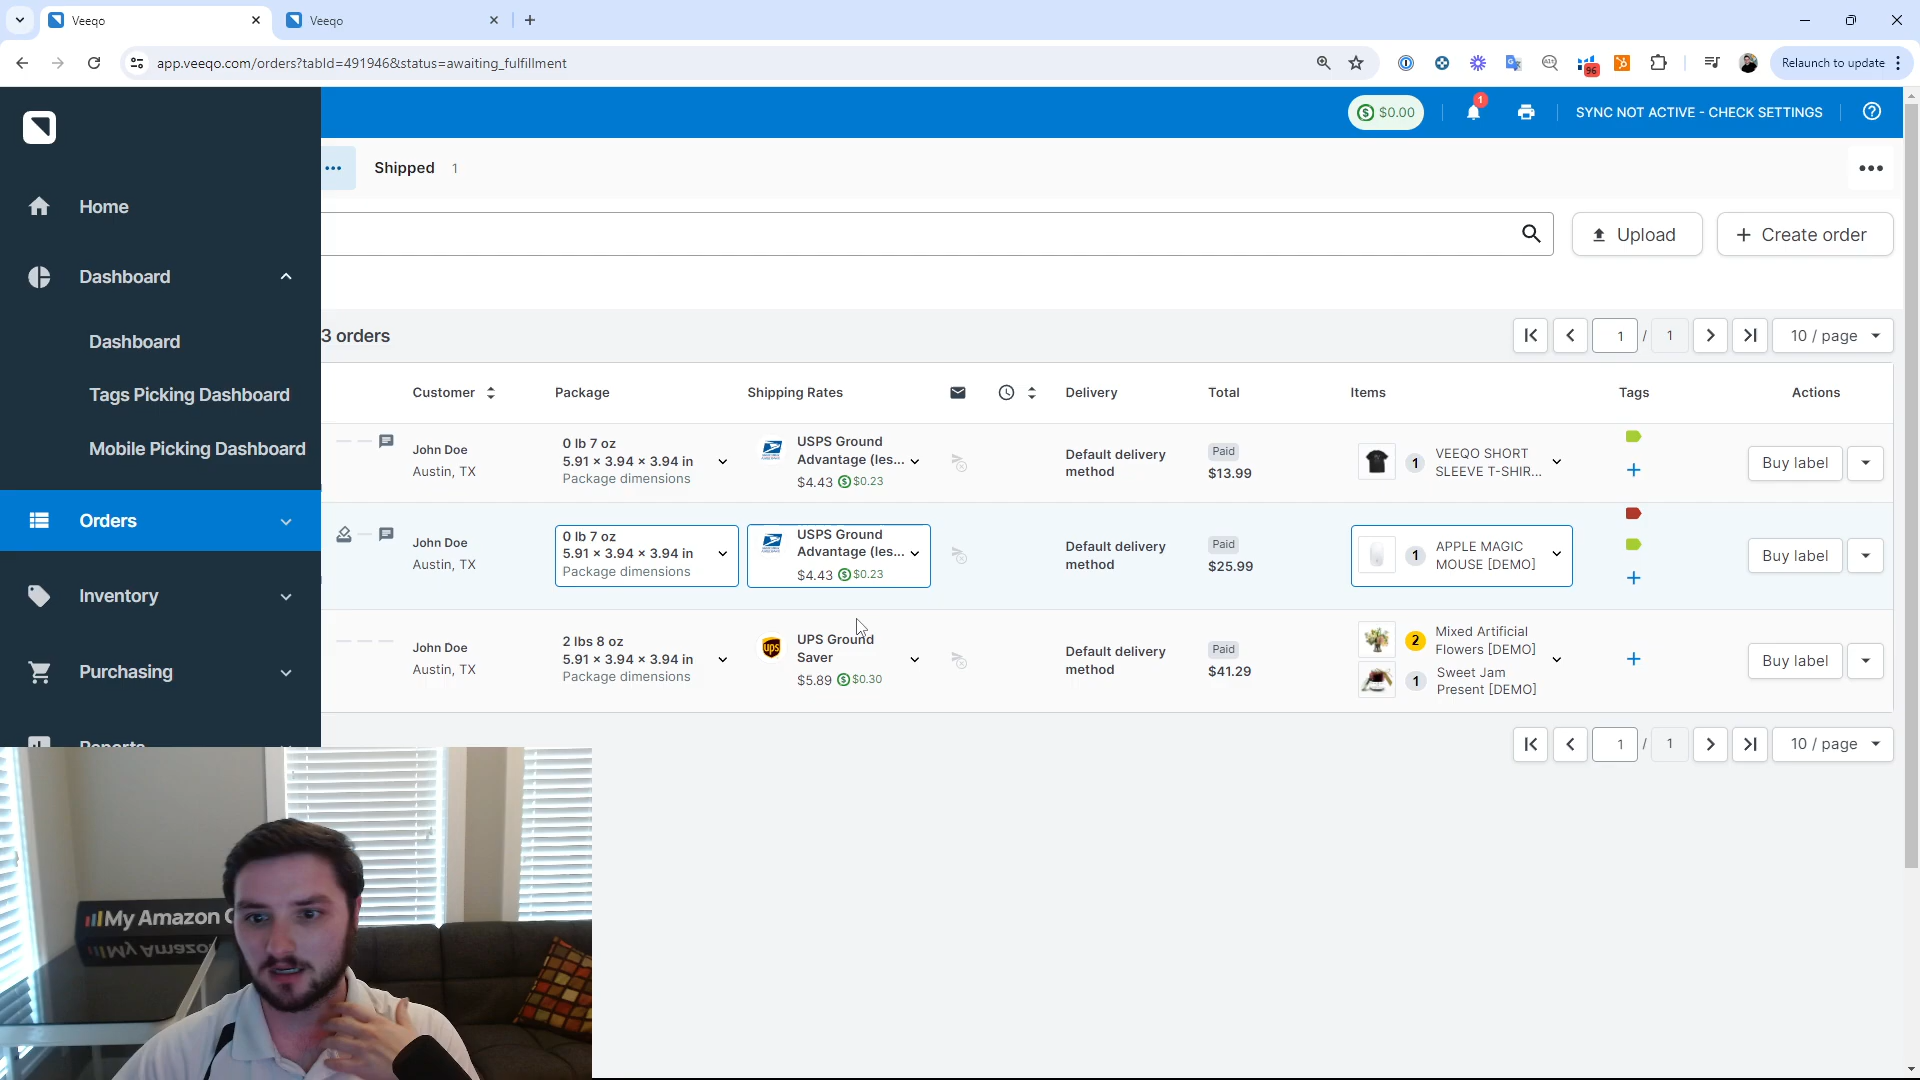 Veeqo
Veeqo
app.veeqo.com/orders?tabId=491946&status=awaiting_fulfillment
96
Relaunch to update
$0.00
1
SYNC NOT ACTIVE - CHECK SETTINGS
Home
Dashboard
Dashboard
Tags Picking Dashboard
Mobile Picking Dashboard
Orders
Inventory
Purchasing
Reports
Shipped 1
Upload
Create order
3 orders
1 / 1
10 / page
Customer Package Shipping Rates Delivery Total Items Tags Actions
John Doe
Austin, TX
0 lb 7 oz
5.91 × 3.94 × 3.94 in
Package dimensions
USPS Ground
Advantage (les...
$4.43 $0.23
Default delivery
method
Paid
$13.99
1
VEEQO SHORT
SLEEVE T-SHIR...
Buy label
John Doe
Austin, TX
0 lb 7 oz
5.91 × 3.94 × 3.94 in
Package dimensions
USPS Ground
Advantage (les...
$4.43 $0.23
Default delivery
method
Paid
$25.99
1
APPLE MAGIC
MOUSE [DEMO]
Buy label
John Doe
Austin, TX
2 lbs 8 oz
5.91 × 3.94 × 3.94 in
Package dimensions
ups
UPS Ground
Saver
$5.89 $0.30
Default delivery
method
Paid
$41.29
2
Mixed Artificial
Flowers [DEMO]
1
Sweet Jam
Present [DEMO]
Buy label
1 / 1
10 / page
My Amazon